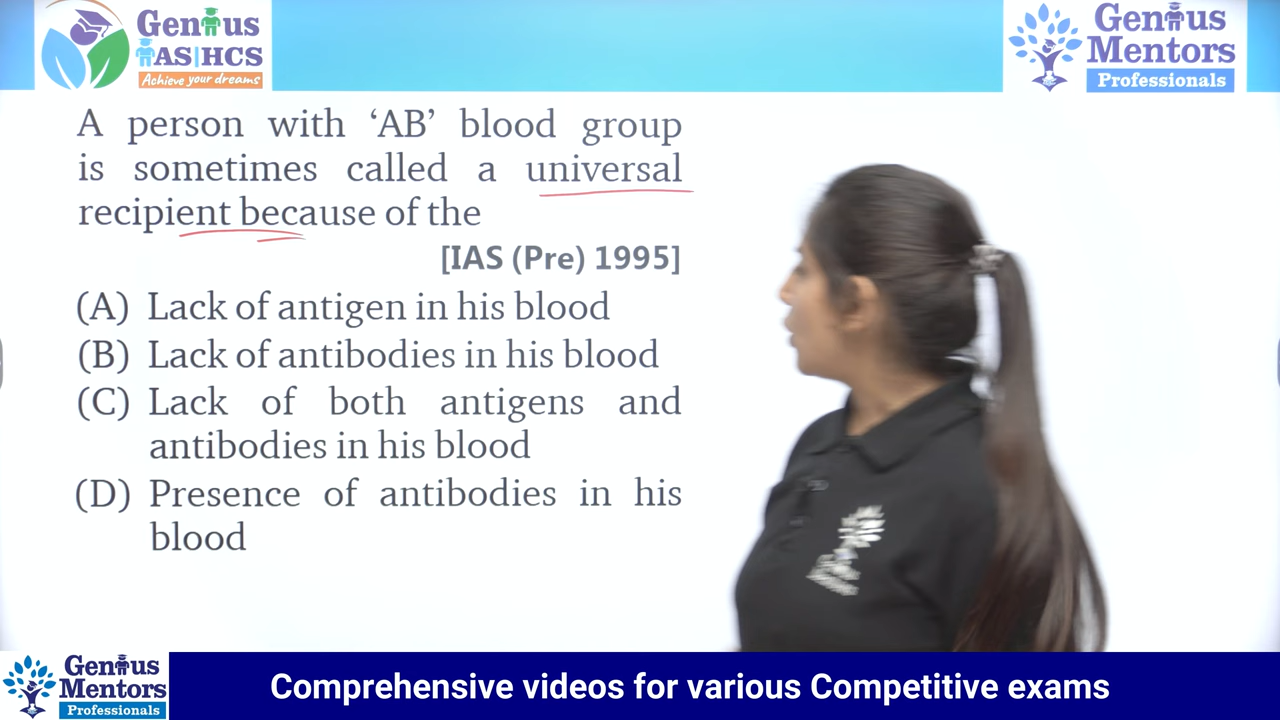 Genius
IAS|HCS
Achieve your dreams
Genius
Mentors
Professionals
A person with ‘AB’ blood group
is sometimes called a universal
recipient because of the
[IAS (Pre) 1995]
(A) Lack of antigen in his blood
(B) Lack of antibodies in his blood
(C) Lack of both antigens and
antibodies in his blood
(D) Presence of antibodies in his
blood
Genius
Mentors
Professionals
Comprehensive videos for various Competitive exams